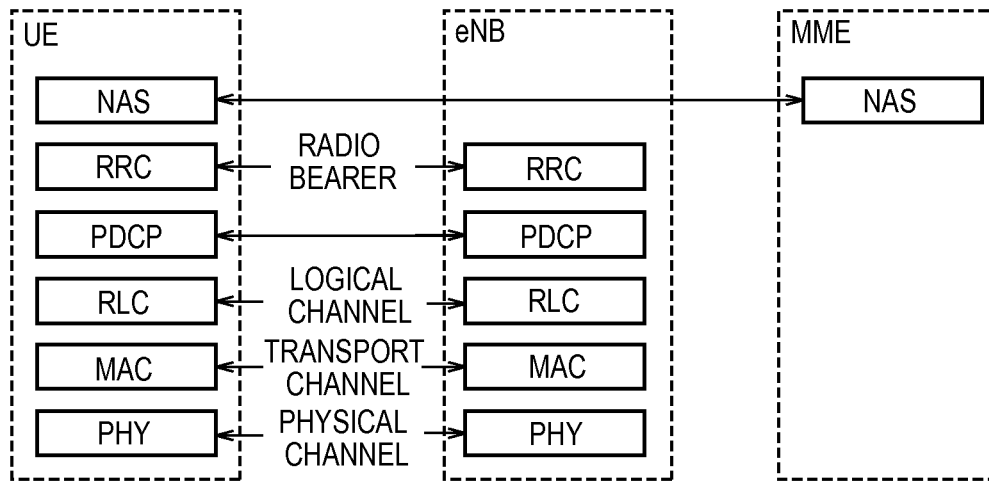 UE
eNB
MME
NAS
NAS
RRC
RADIO
BEARER
RRC
PDCP
PDCP
RLC
LOGICAL
CHANNEL
RLC
MAC
TRANSPORT
CHANNEL
MAC
PHY
PHYSICAL
CHANNEL
PHY